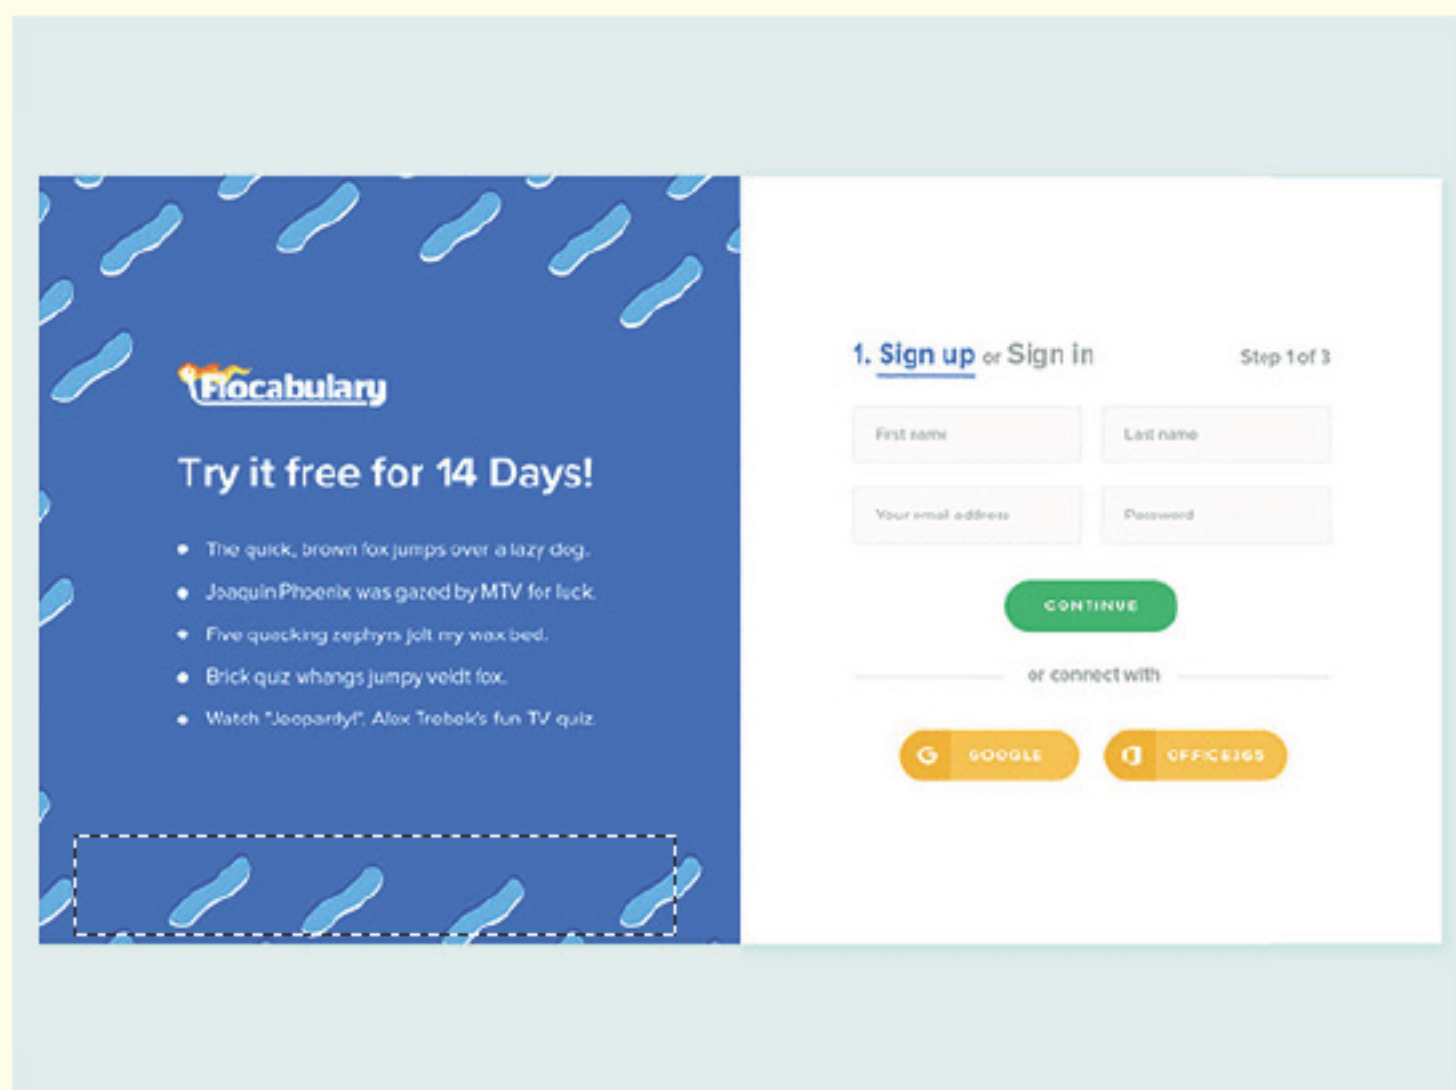 Flocabulary
Try it free for 14 Days!
The quick, brown fox jumps over a lazy dog.
Joaquin Phoenix was gazed by MTV for luck.
Five quacking zephyrs jolt my wax bed.
Brick quiz whangs jumpy veldt fox.
Watch "Jeopardy!", Alex Trebek's fun TV quiz.
1. Sign up or Sign in
Step 1 of 3
First name
Last name
Your email address
Password
CONTINUE
or connect with
GOOGLE
OFFICE365